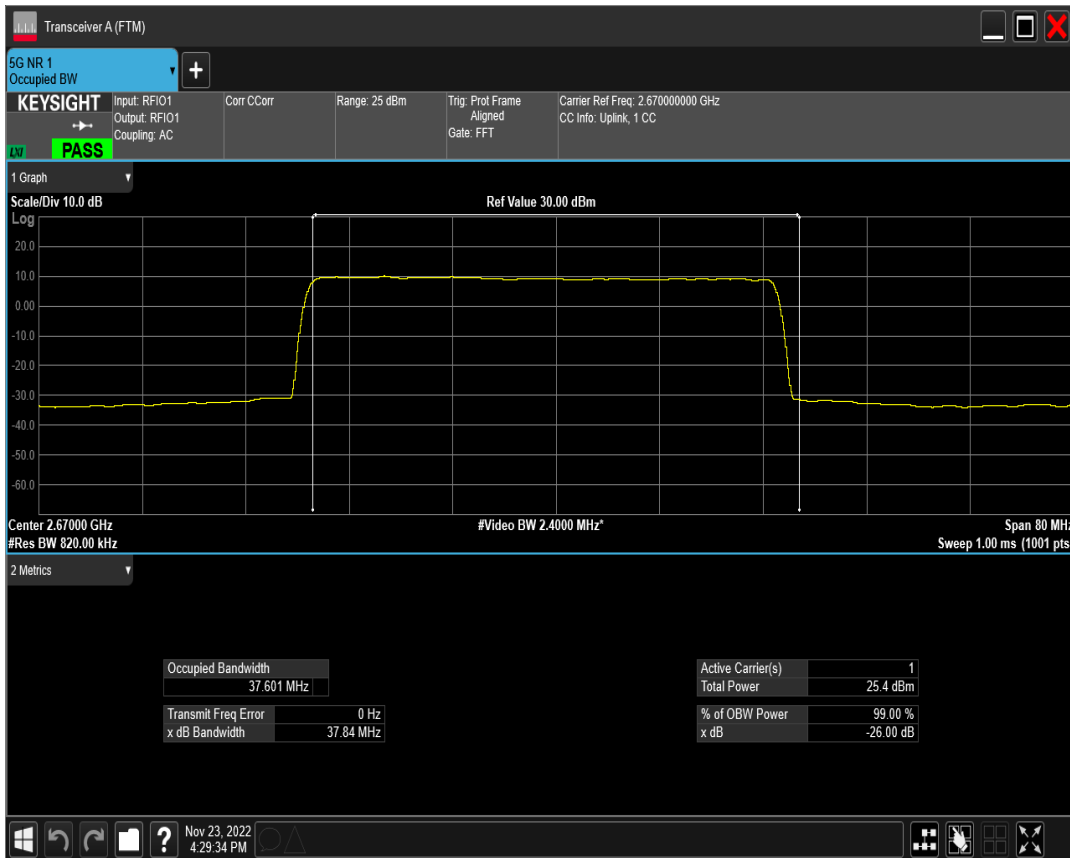 Transceiver A (FTM)
5G NR 1
Occupied BW
+
KEYSIGHT
LXI
PASS
Input: RFIO1
Output: RFIO1
Coupling: AC
Corr CCorr
Range: 25 dBm
Trig: Prot Frame
Aligned
Gate: FFT
Carrier Ref Freq: 2.670000000 GHz
CC Info: Uplink, 1 CC
1 Graph
Scale/Div 10.0 dB
Ref Value 30.00 dBm
Log
20.0
10.0
0.00
-10.0
-20.0
-30.0
-40.0
-50.0
-60.0
Center 2.67000 GHz
#Video BW 2.4000 MHz*
Span 80 MHz
#Res BW 820.00 kHz
Sweep 1.00 ms (1001 pts
2 Metrics
Occupied Bandwidth
37.601 MHz
Transmit Freq Error 0 Hz
x dB Bandwidth 37.84 MHz
Active Carrier(s) 1
Total Power 25.4 dBm
% of OBW Power 99.00 %
x dB -26.00 dB
?
Nov 23, 2022
4:29:34 PM